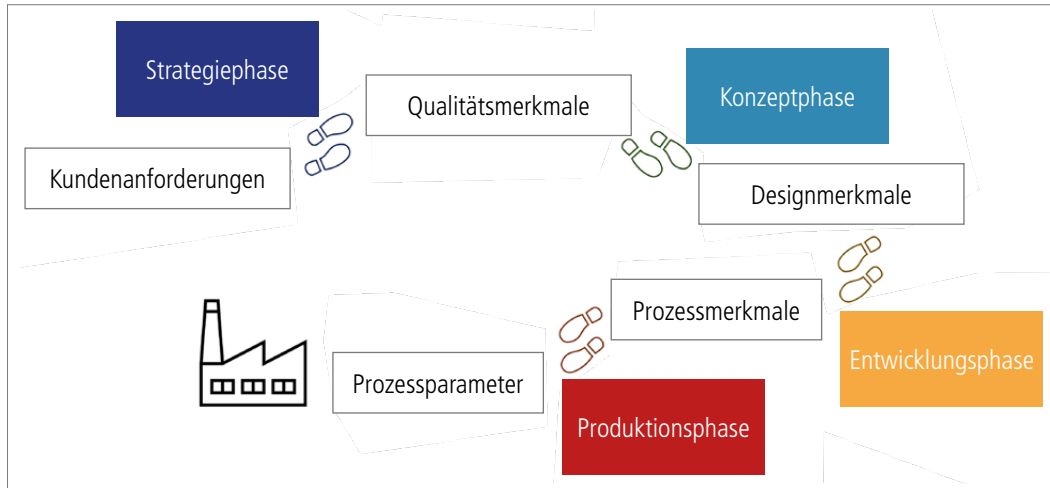 Strategiephase
Qualitätsmerkmale
Konzeptphase
Kundenanforderungen
Designmerkmale
Prozessmerkmale
Entwicklungsphase
Prozessparameter
Produktionsphase